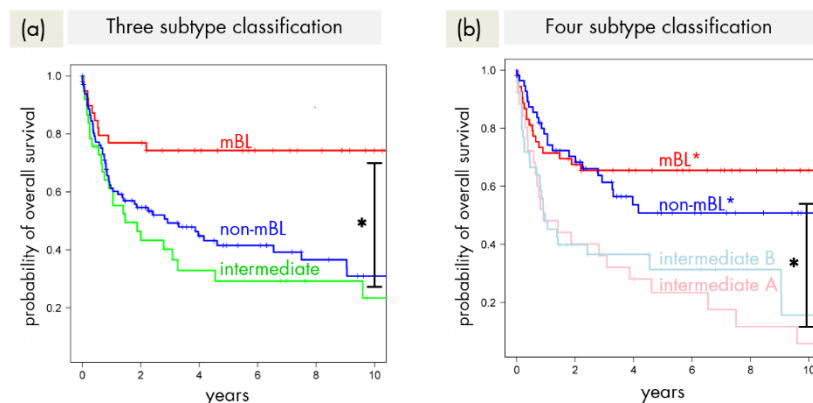 (a) Three subtype classification
probability of overall survival
1.0
0.8
0.6
0.4
0.2
mBL
non-mBL
intermediate
*
0 2 4 6 8 10
years
(b) Four subtype classification
probability of overall survival
1.0
0.8
0.6
0.4
0.2
mBL*
non-mBL*
intermediate B
intermediate A
*
0 2 4 6 8 10
years